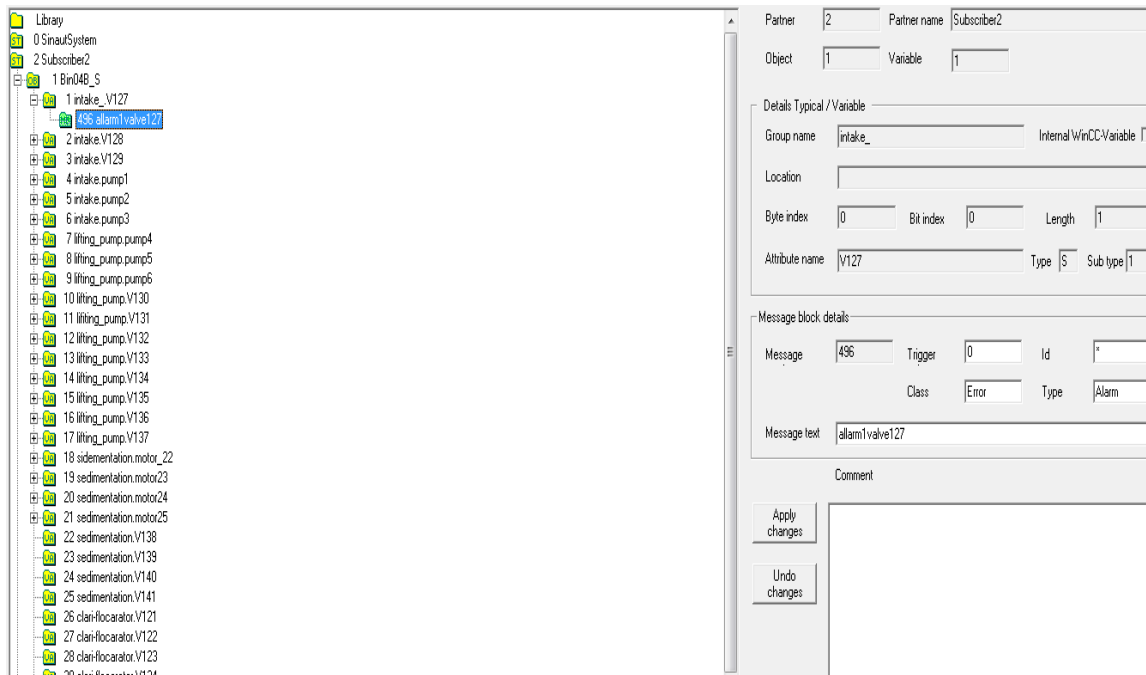 Library
0 SinautSystem
2 Subscriber2
1 Bin04B_S
1 intake_.V127
496 allarm1valve127
2 intake.V128
3 intake.V129
4 intake.pump1
5 intake.pump2
6 intake.pump3
7 lifting_pump.pump4
8 lifting_pump.pump5
9 lifting_pump.pump6
10 lifting_pump.V130
11 lifiting_pump.V131
12 lifting_pump.V132
13 lifting_pump.V133
14 lifting_pump.V134
15 lifting_pump.V135
16 lifting_pump.V136
17 lifting_pump.V137
18 sidementation.motor_22
19 sedimentation.motor23
20 sedimentation.motor24
21 sedimentation.motor25
22 sedimentation.V138
23 sedimentation.V139
24 sedimentation.V140
25 sedimentation.V141
26 clari-flocarator.V121
27 clari-flocarator.V122
28 clari-flocarator.V123
29 clari-flocarator.V124
Partner 2 Partner name Subscriber2
Object 1 Variable 1
Details Typical / Variable
Group name intake_ Internal WinCC-Variable
Location
Byte index 0 Bit index 0 Length 1
Attribute name V127 Type S Sub type 1
Message block details
Message 496 Trigger 0 Id *
Class Error Type Alarm
Message text allarm1valve127
Comment
Apply
changes
Undo
changes